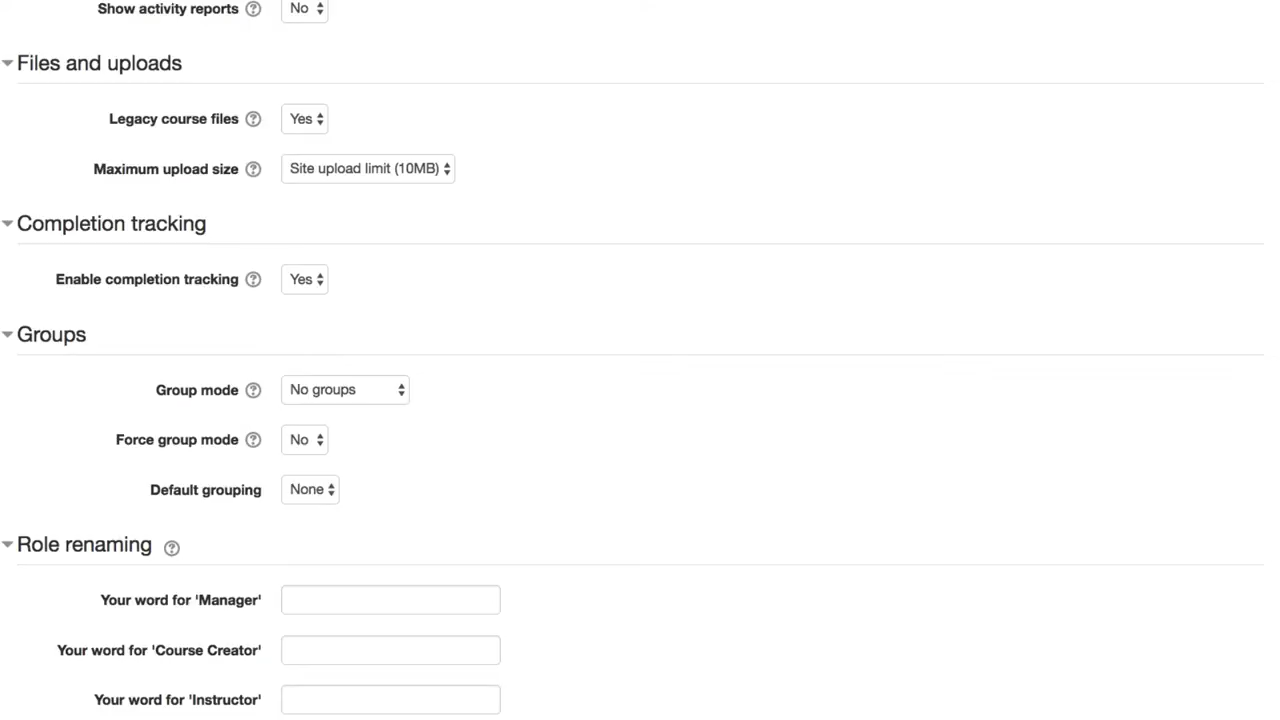 Show activity reports No
Files and uploads
Legacy course files Yes
Maximum upload size Site upload limit (10MB)
Completion tracking
Enable completion tracking Yes
Groups
Group mode No groups
Force group mode No
Default grouping None
Role renaming
Your word for 'Manager'
Your word for 'Course Creator'
Your word for 'Instructor'